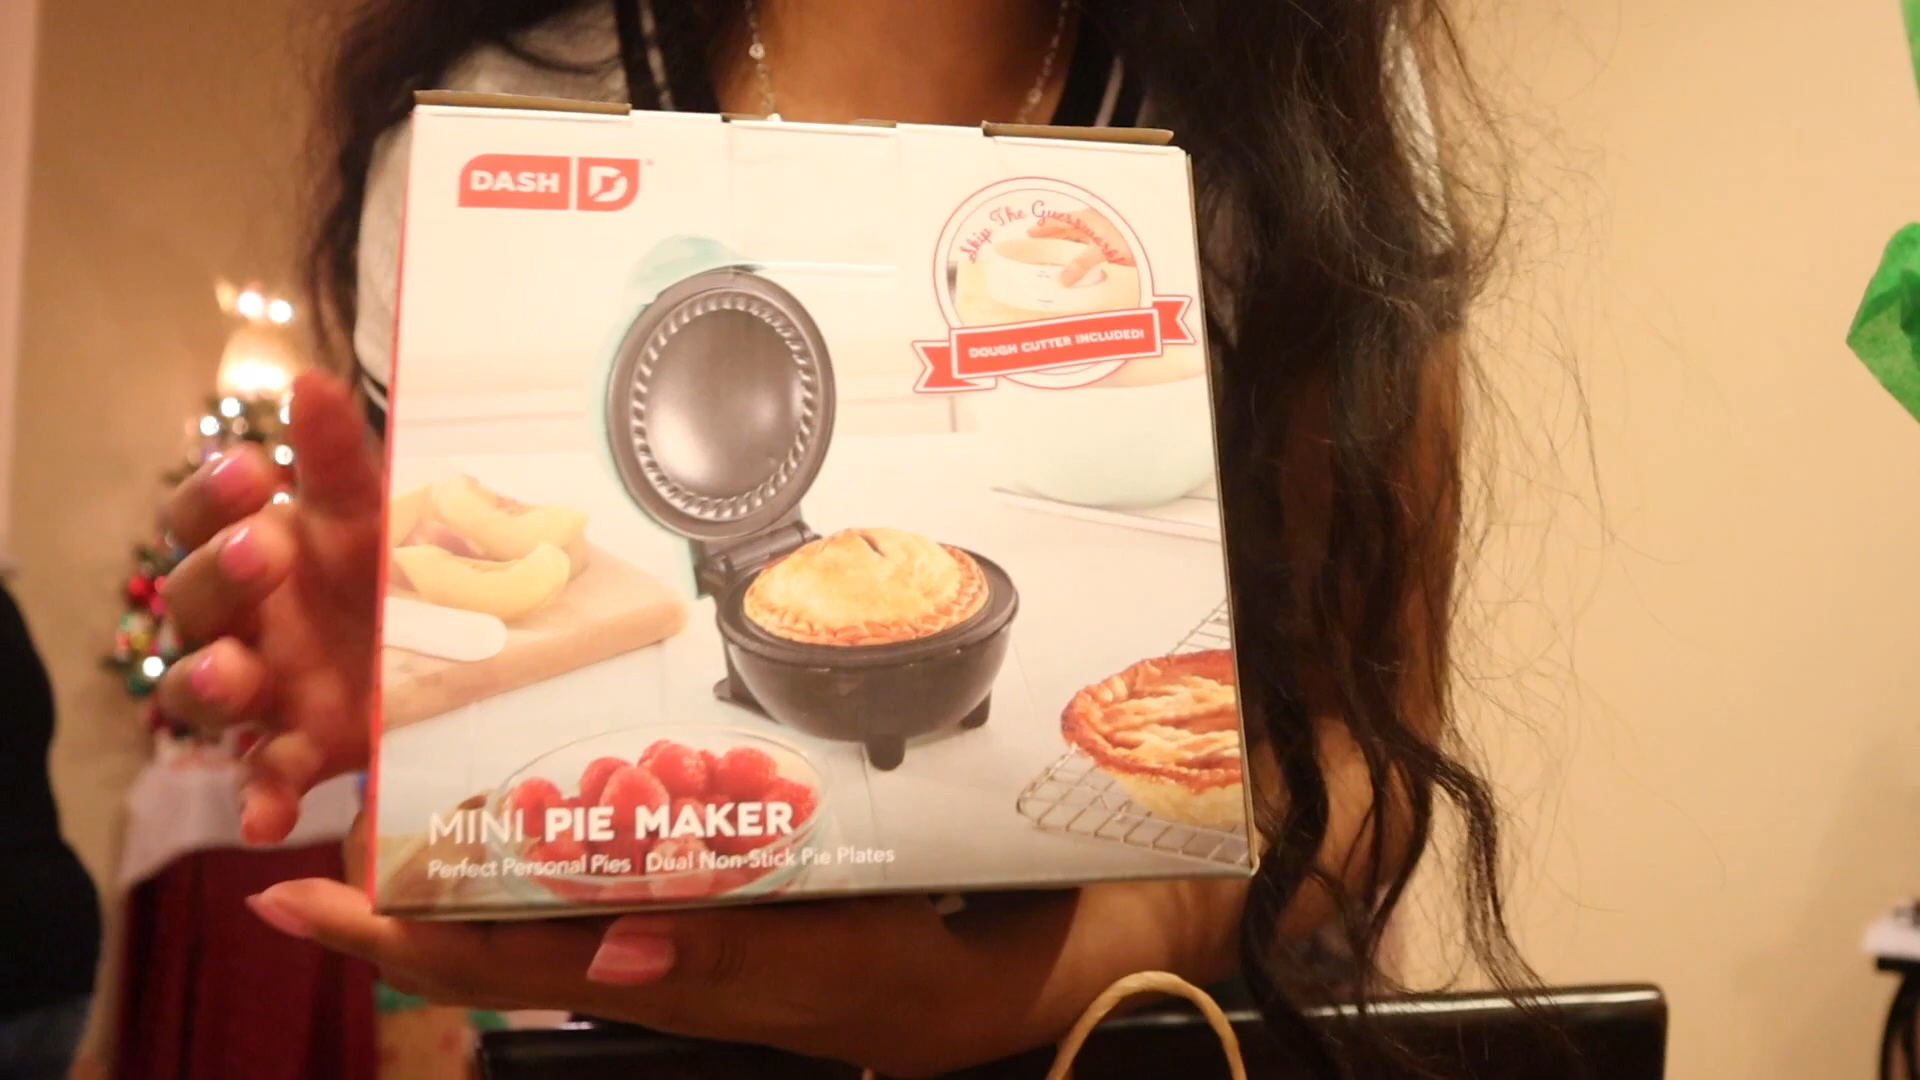 DASH D
Skip The Guesswork!
DOUGH CUTTER INCLUDED!
MINI PIE MAKER
Perfect Personal Pies | Dual Non-Stick Pie Plates